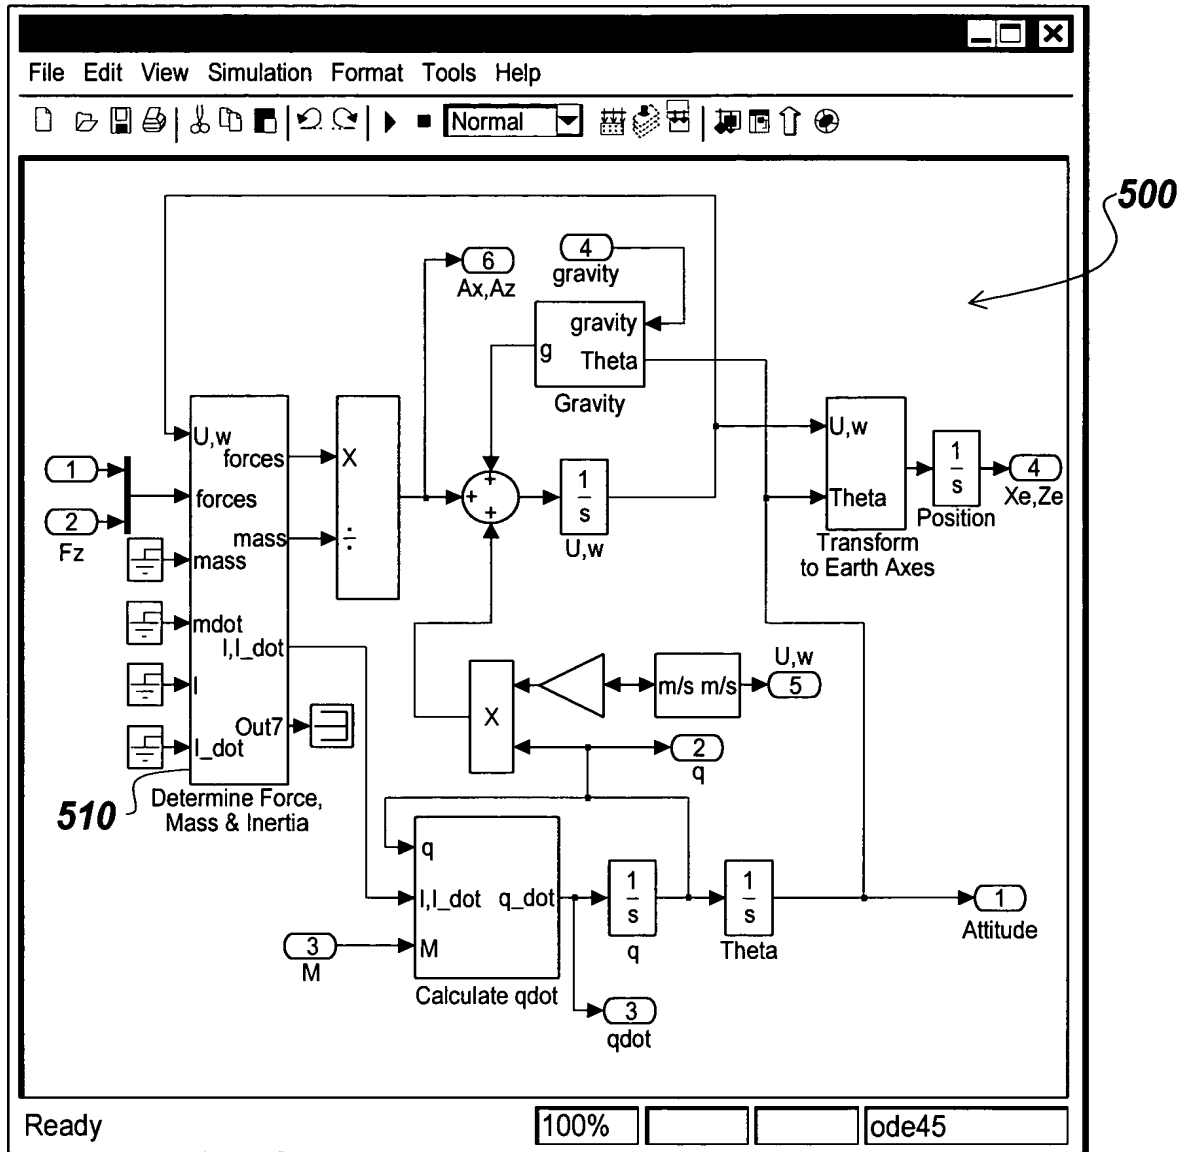 File Edit View Simulation Format Tools Help
Normal
500
6
Ax,Az
4
gravity
gravity
g
Theta
Gravity
U,w
forces
1
forces
2
Fz
mass
mass
mdot
I,I_dot
I
Out7
I_dot
510
Determine Force,
Mass & Inertia
X
÷
+
+
+
1
s
U,w
U,w
Theta
Transform
to Earth Axes
1
s
Position
4
Xe,Ze
X
m/s m/s
U,w
5
2
q
q
I,I_dot q_dot
M
Calculate qdot
3
M
1
s
q
1
s
Theta
1
Attitude
3
qdot
Ready
100%
ode45